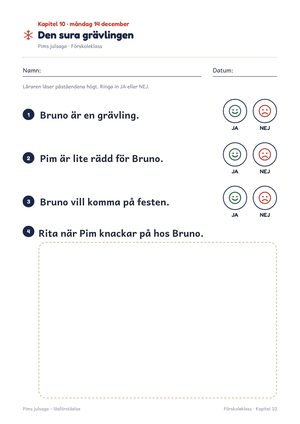 Kapitel 10 · måndag 14 december
Den sura grävlingen
Pims julsaga · Förskoleklass
Namn:
Datum:
Läraren läser påståendena högt. Ringa in JA eller NEJ.
1 Bruno är en grävling.
JA NEJ
2 Pim är lite rädd för Bruno.
JA NEJ
3 Bruno vill komma på festen.
JA NEJ
4 Rita när Pim knackar på hos Bruno.
Pims julsaga – läsförståelse
Förskoleklass · Kapitel 10